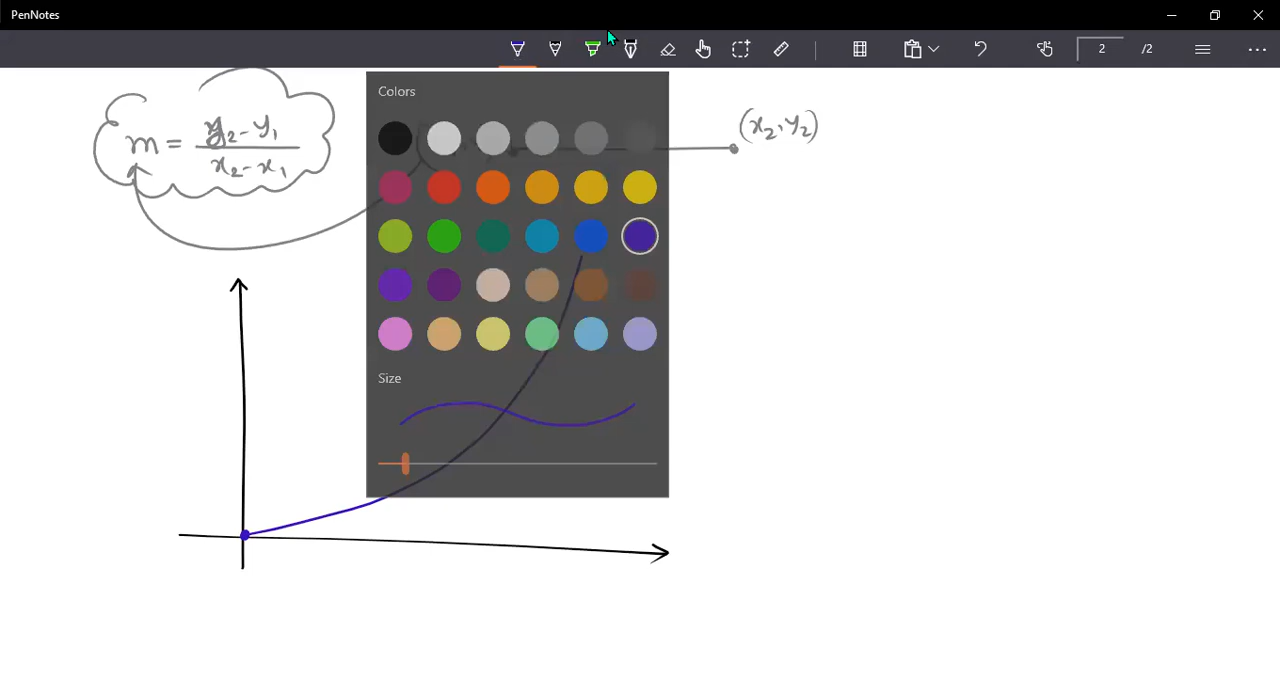 PenNotes
2 /2
Colors
m = y₂-y₁ / x₂-x₁
(x₂,y₂)
Size